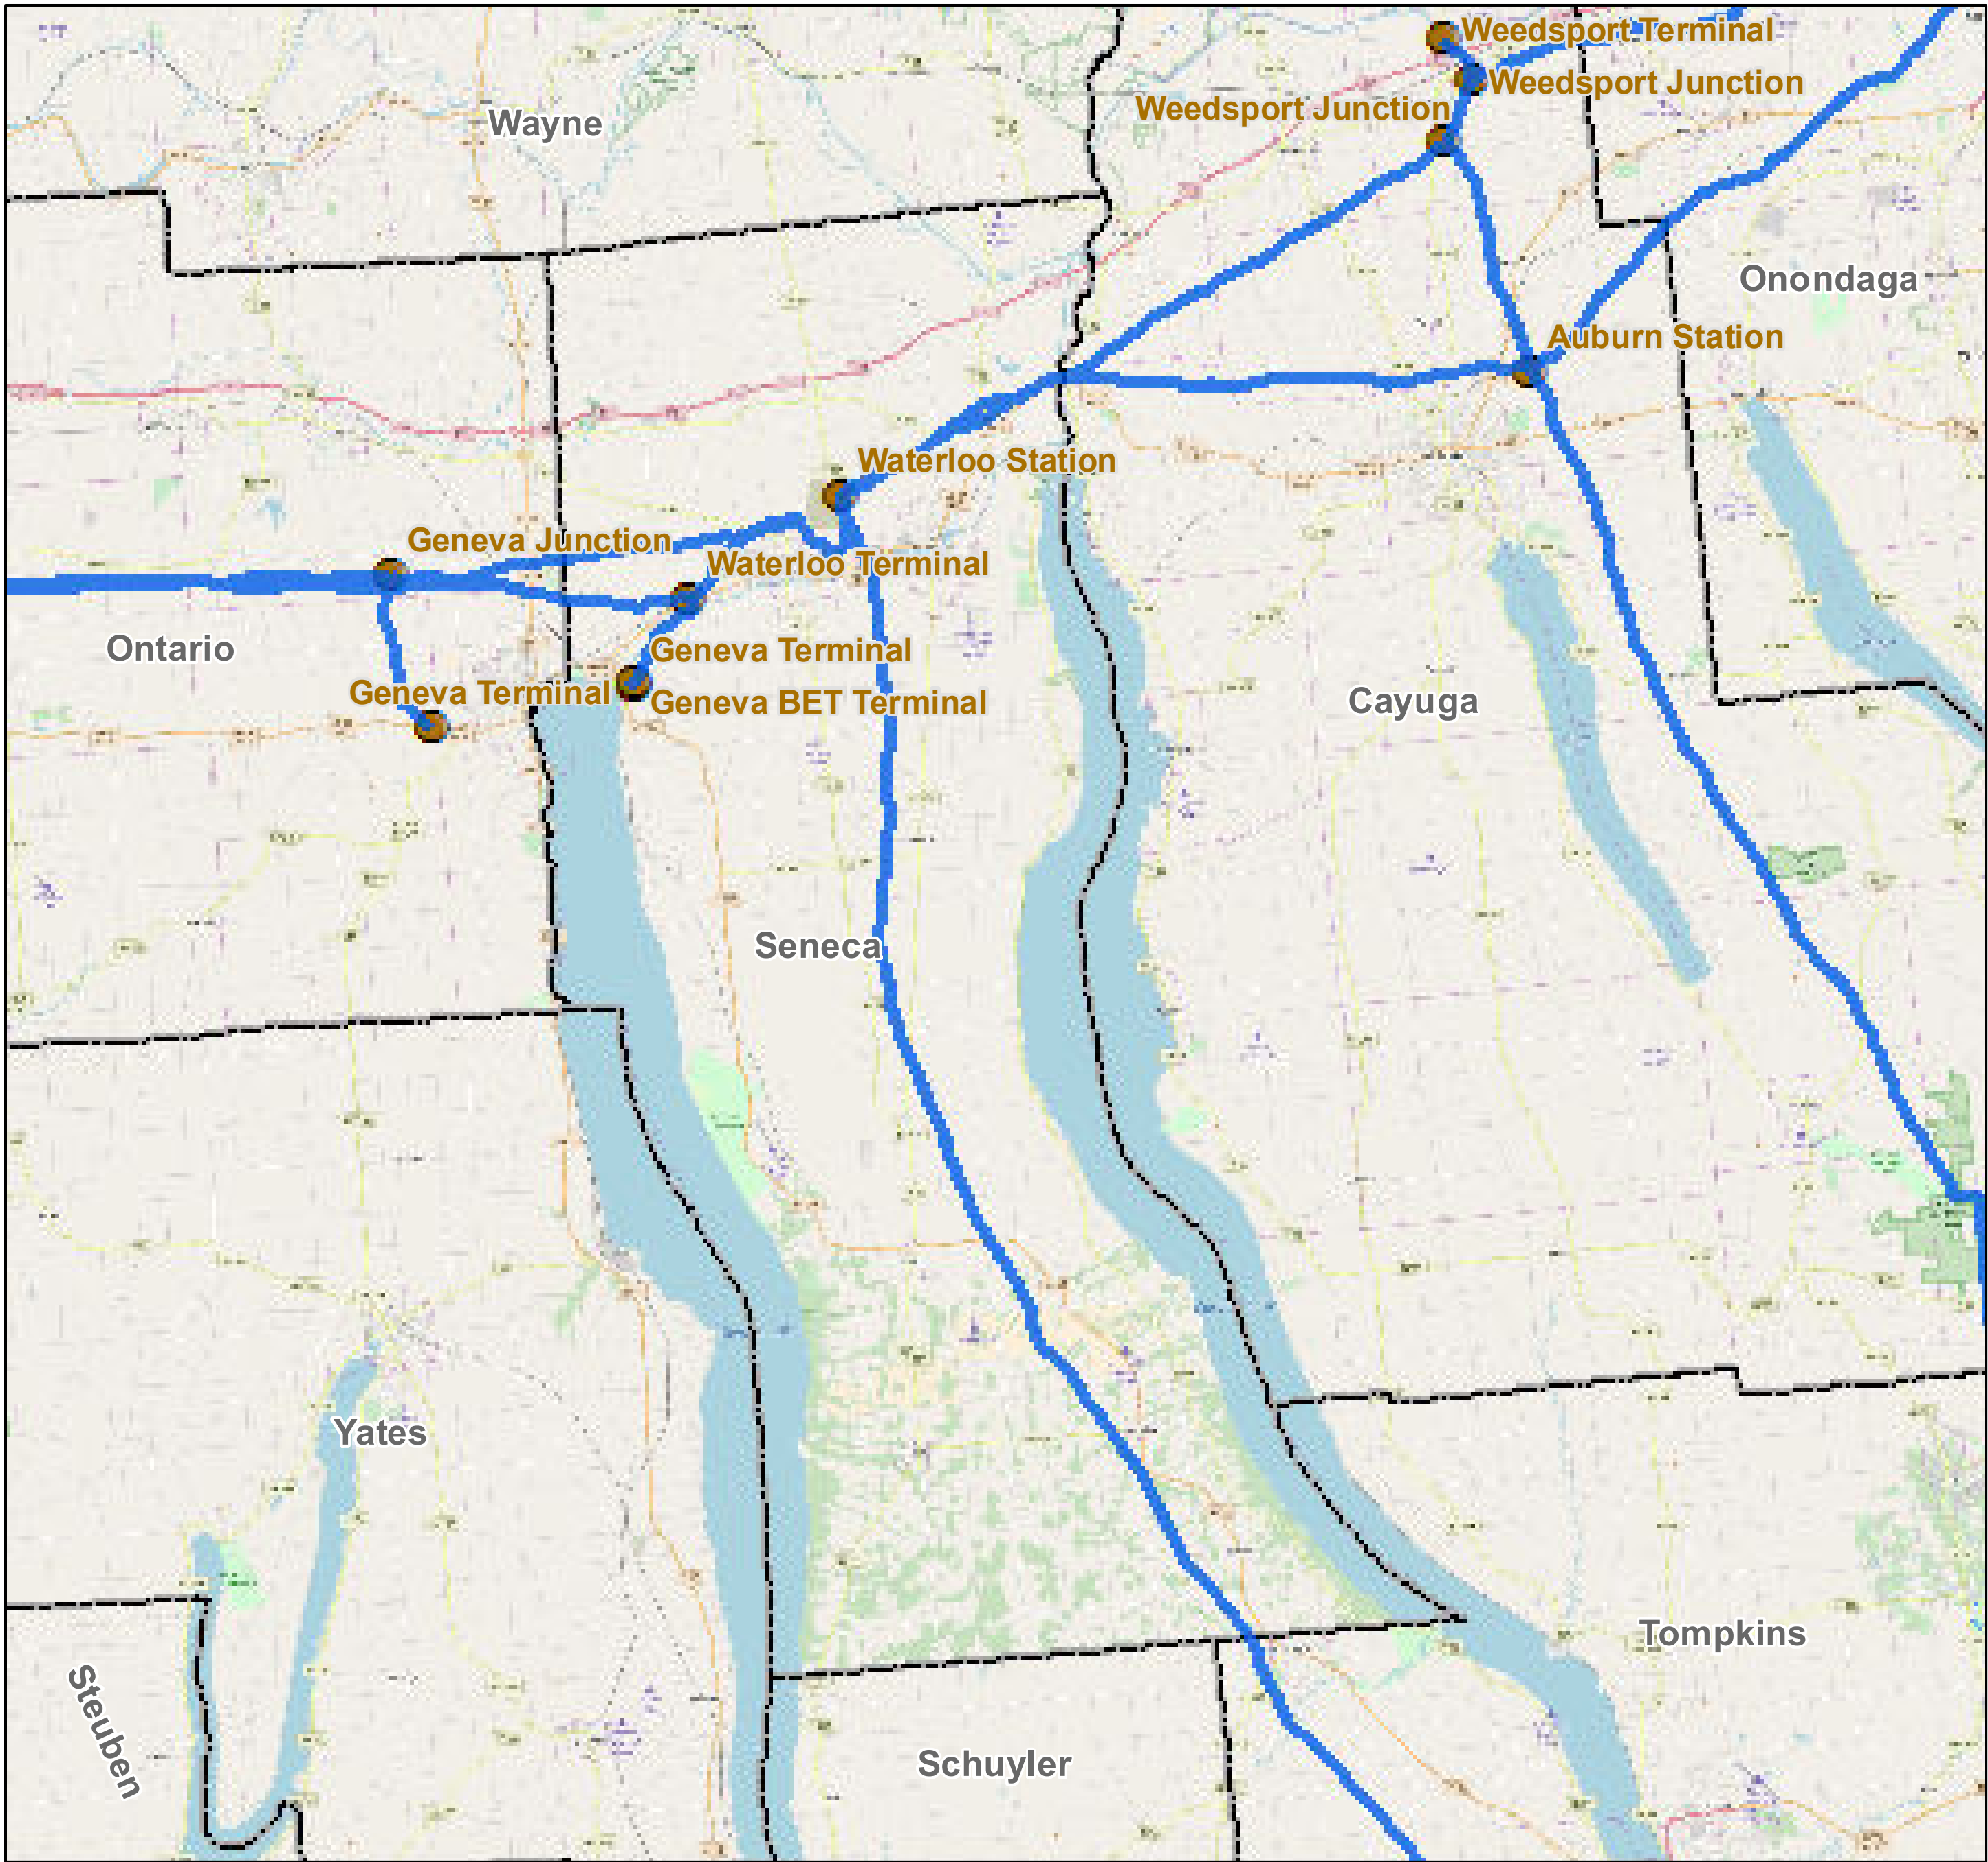 Weedsport Terminal
Weedsport Junction
Weedsport Junction
Wayne
Onondaga
Auburn Station
Waterloo Station
Geneva Junction
Waterloo Terminal
Ontario
Geneva Terminal
Geneva Terminal
Geneva BET Terminal
Cayuga
Seneca
Yates
Tompkins
Steuben
Schuyler